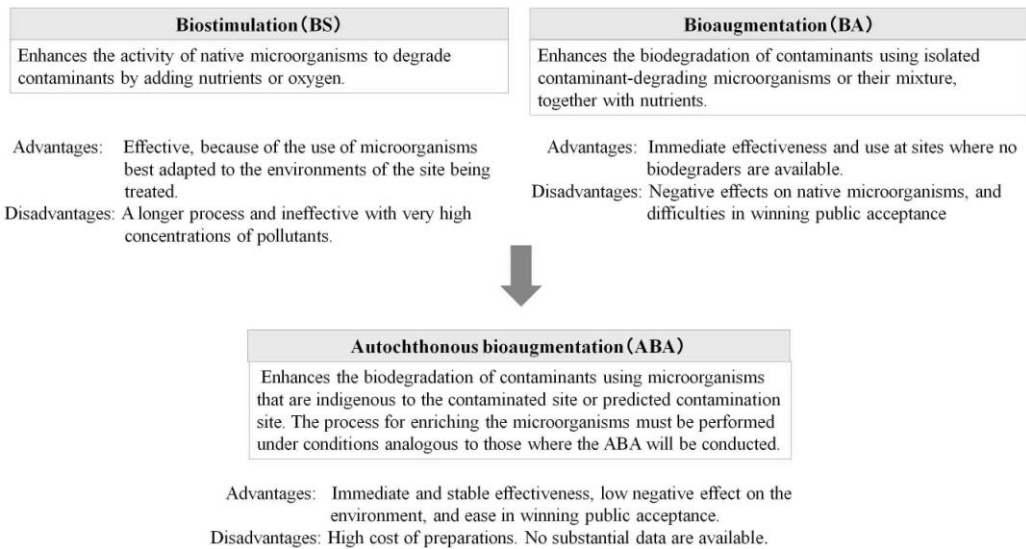 Biostimulation（BS）
Enhances the activity of native microorganisms to degrade
contaminants by adding nutrients or oxygen.
Advantages: Effective, because of the use of microorganisms
best adapted to the environments of the site being
treated.
Disadvantages: A longer process and ineffective with very high
concentrations of pollutants.
Bioaugmentation（BA）
Enhances the biodegradation of contaminants using isolated
contaminant-degrading microorganisms or their mixture,
together with nutrients.
Advantages: Immediate effectiveness and use at sites where no
biodegraders are available.
Disadvantages: Negative effects on native microorganisms, and
difficulties in winning public acceptance
Autochthonous bioaugmentation（ABA）
Enhances the biodegradation of contaminants using microorganisms
that are indigenous to the contaminated site or predicted contamination
site. The process for enriching the microorganisms must be performed
under conditions analogous to those where the ABA will be conducted.
Advantages: Immediate and stable effectiveness, low negative effect on the
environment, and ease in winning public acceptance.
Disadvantages: High cost of preparations. No substantial data are available.